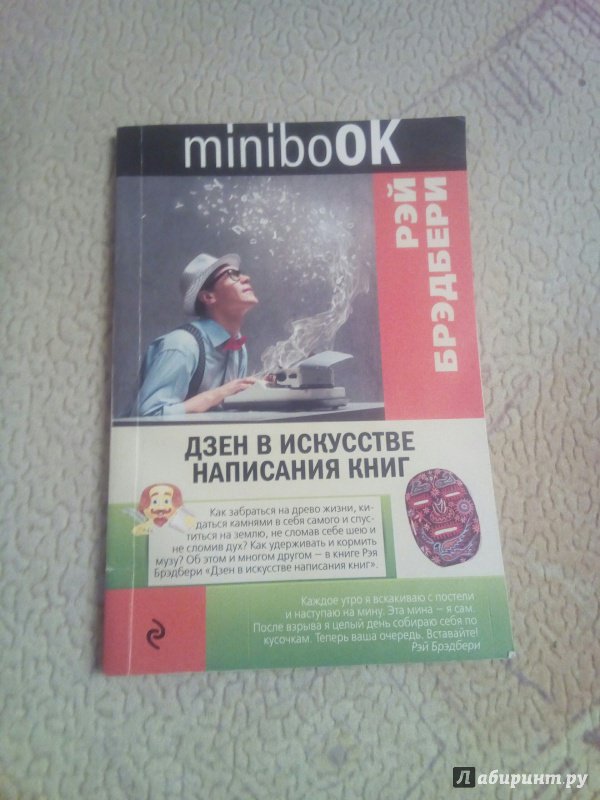 miniboOK
РЭЙ
БРЭДБЕРИ
ДЗЕН В ИСКУССТВЕ
НАПИСАНИЯ КНИГ
Как забраться на древо жизни, ки-
даться камнями в себя самого и спус-
титься на землю, не сломав себе шею и
не сломив дух? Как удерживать и кормить
музу? Об этом и многом другом – в книге Рэя
Брэдбери «Дзен в искусстве написания книг».
Каждое утро я вскакиваю с постели
и наступаю на мину. Эта мина – я сам.
После взрыва я целый день собираю себя по
кусочкам. Теперь ваша очередь. Вставайте!
Рэй Брэдбери
Лабиринт.ру